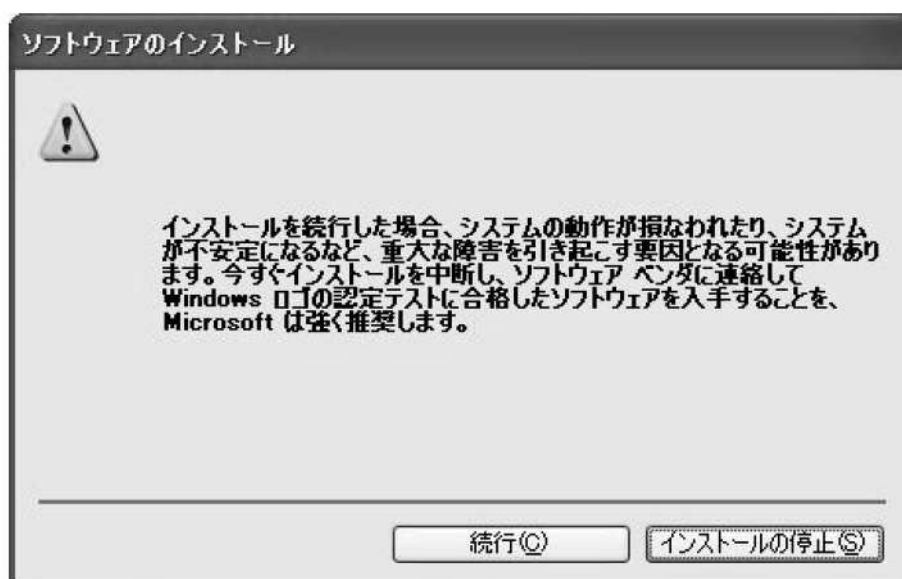 ソフトウェアのインストール
インストールを続行した場合、システムの動作が損なわれたり、システム
が不安定になるなど、重大な障害を引き起こす要因となる可能性があり
ます。今すぐインストールを中断し、ソフトウェア ベンダに連絡して
Windows ロゴの認定テストに合格したソフトウェアを入手することを、
Microsoft は強く推奨します。
続行(C)
インストールの停止(S)